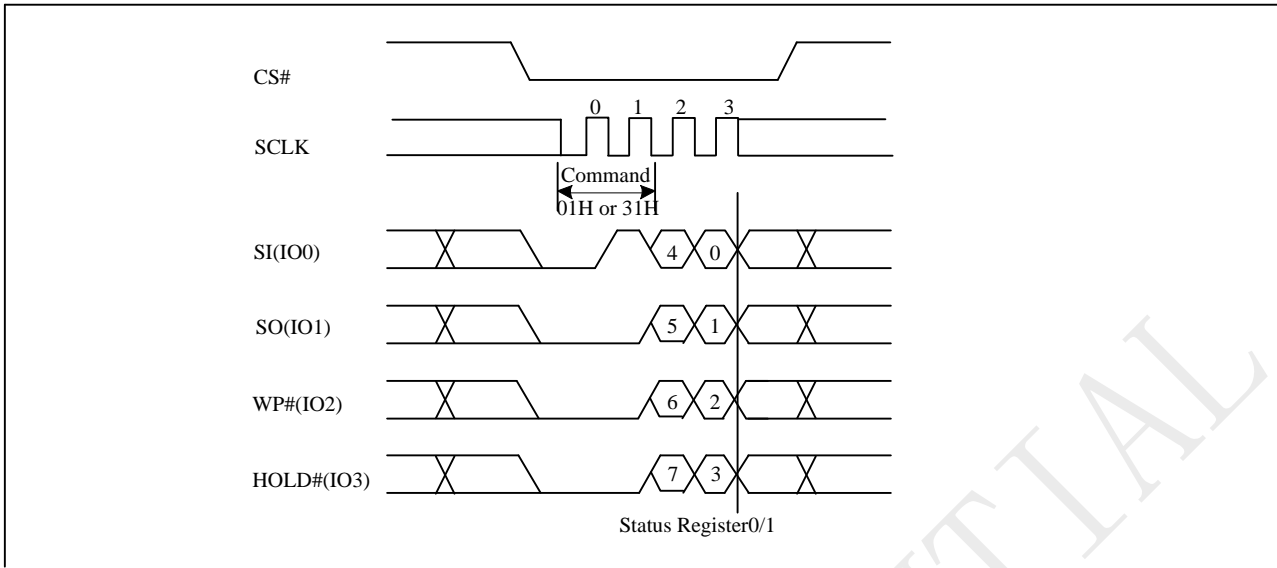 CS#
0 1 2 3
SCLK
Command
01H or 31H
SI(IO0) 4 0
SO(IO1) 5 1
WP#(IO2) 6 2
HOLD#(IO3) 7 3
Status Register0/1
TIAL